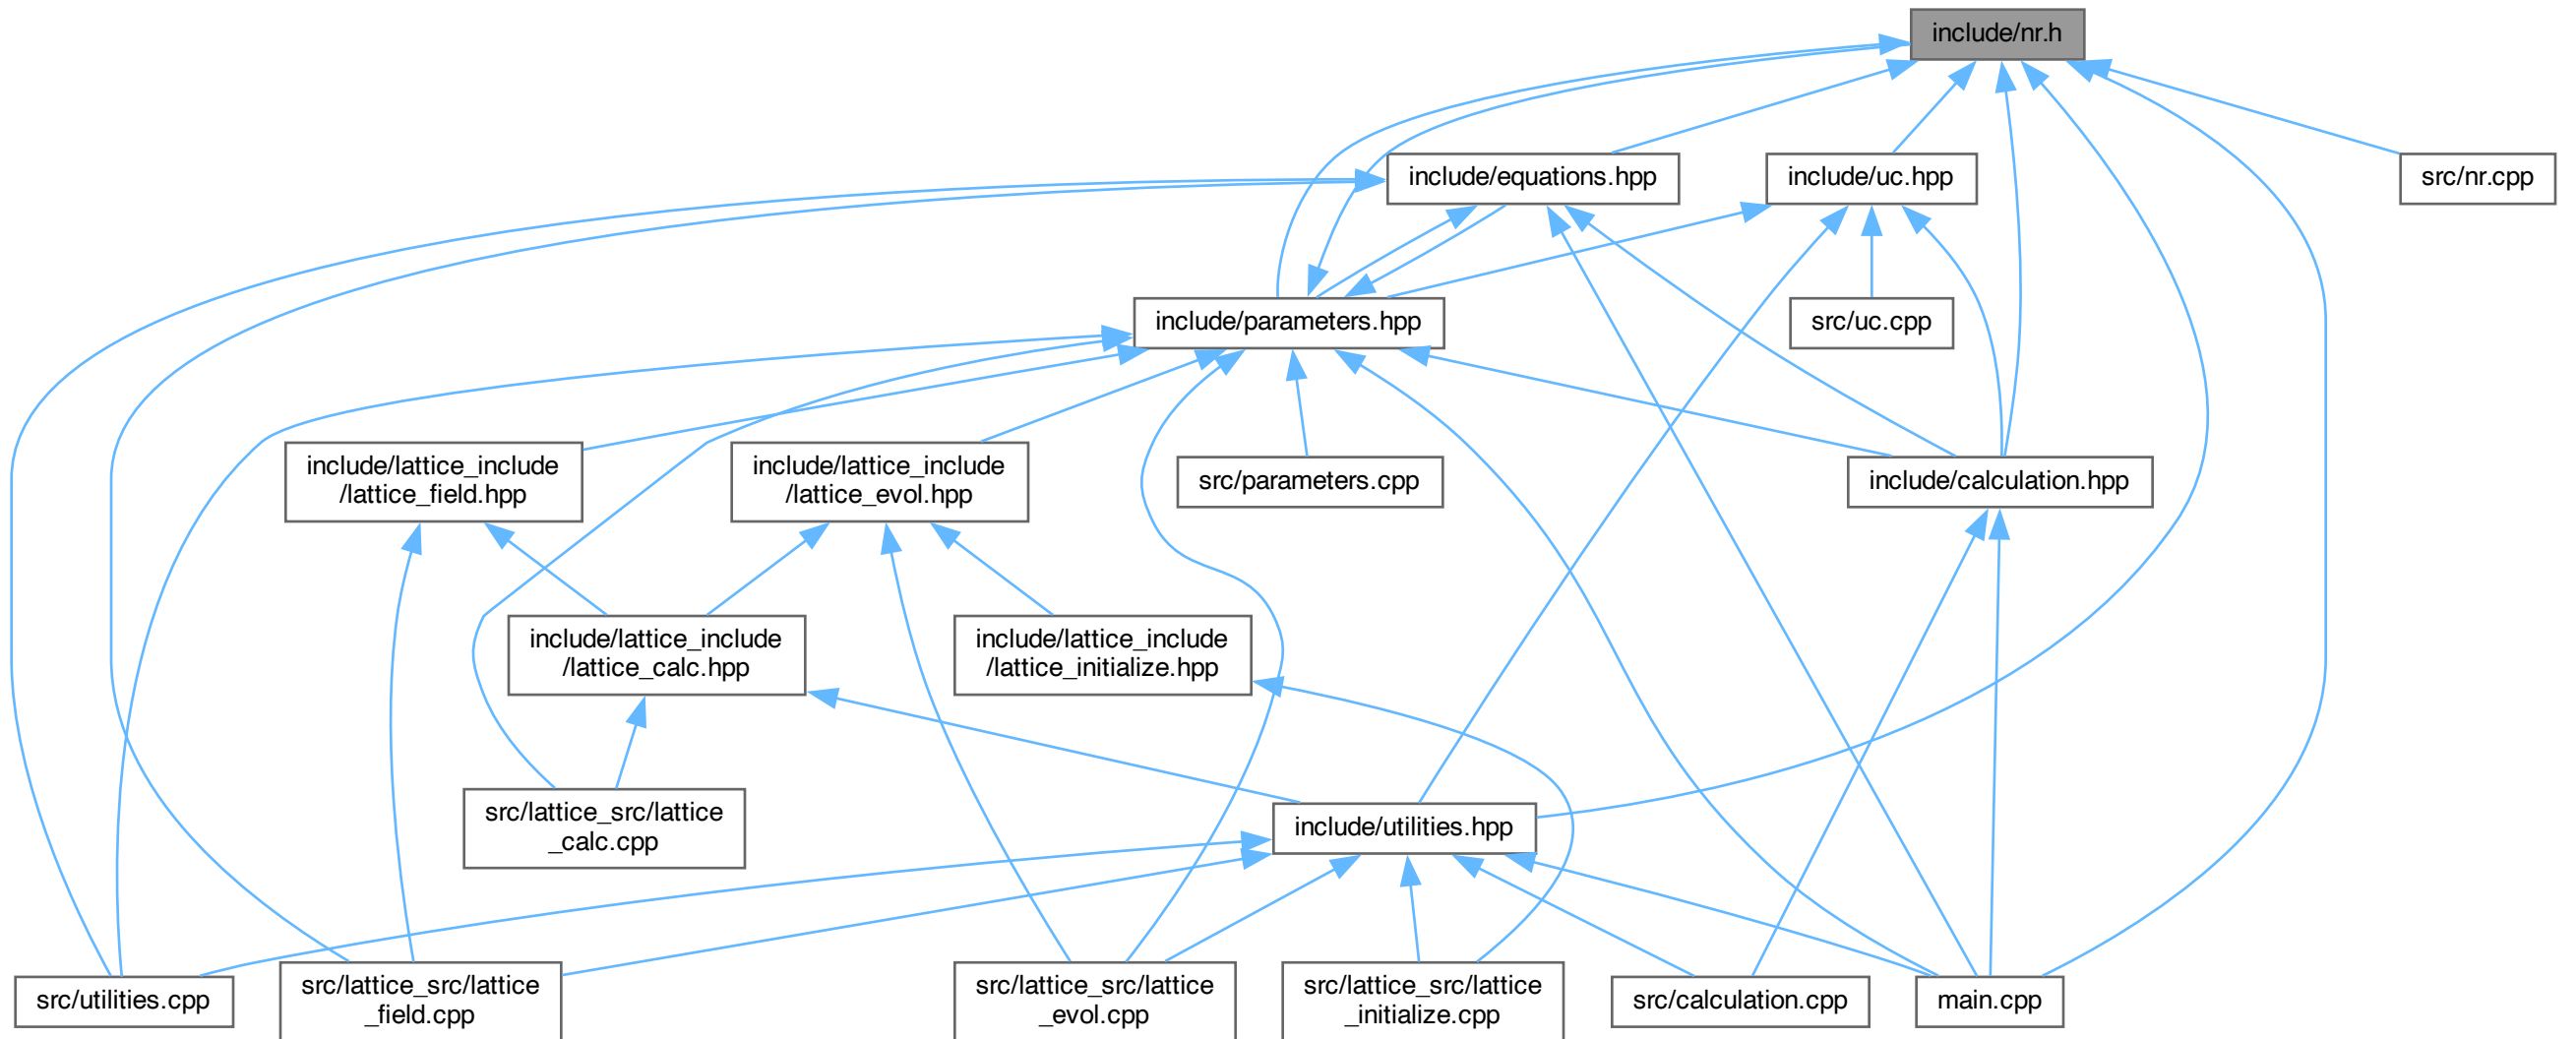 include/nr.h
include/equations.hpp
include/uc.hpp
src/nr.cpp
include/parameters.hpp
src/uc.cpp
include/lattice_include
/lattice_field.hpp
include/lattice_include
/lattice_evol.hpp
src/parameters.cpp
include/calculation.hpp
include/lattice_include
/lattice_calc.hpp
include/lattice_include
/lattice_initialize.hpp
src/lattice_src/lattice
_calc.cpp
include/utilities.hpp
src/utilities.cpp
src/lattice_src/lattice
_field.cpp
src/lattice_src/lattice
_evol.cpp
src/lattice_src/lattice
_initialize.cpp
src/calculation.cpp
main.cpp